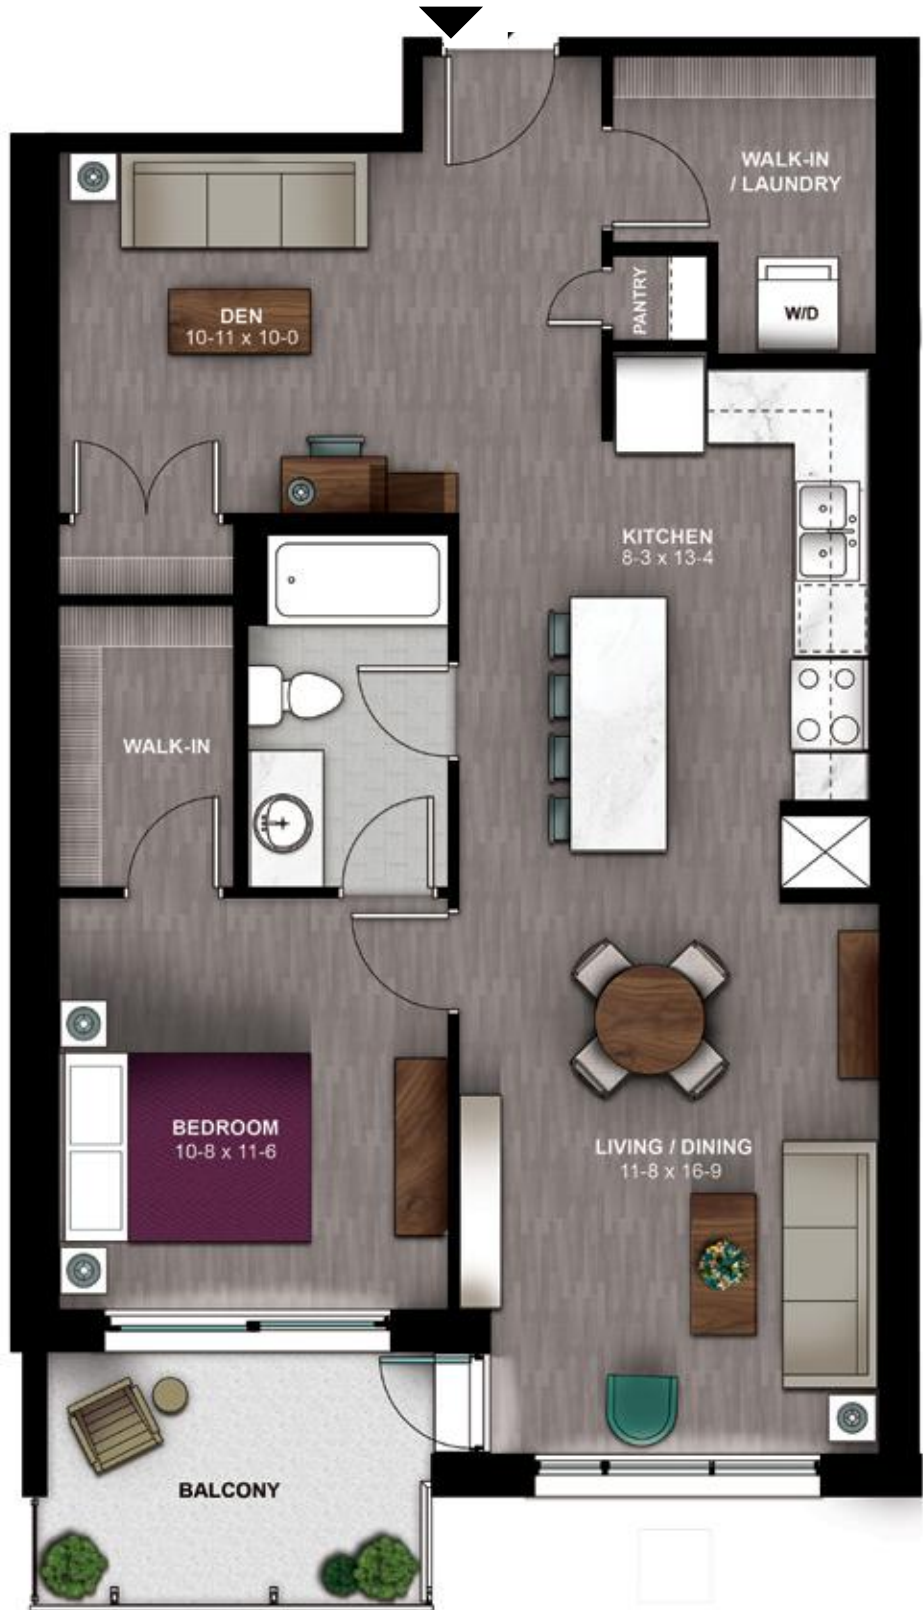 WALK-IN
/ LAUNDRY
PANTRY
W/D
DEN
10-11 x 10-0
KITCHEN
8-3 x 13-4
WALK-IN
BEDROOM
10-8 x 11-6
LIVING / DINING
11-8 x 16-9
BALCONY